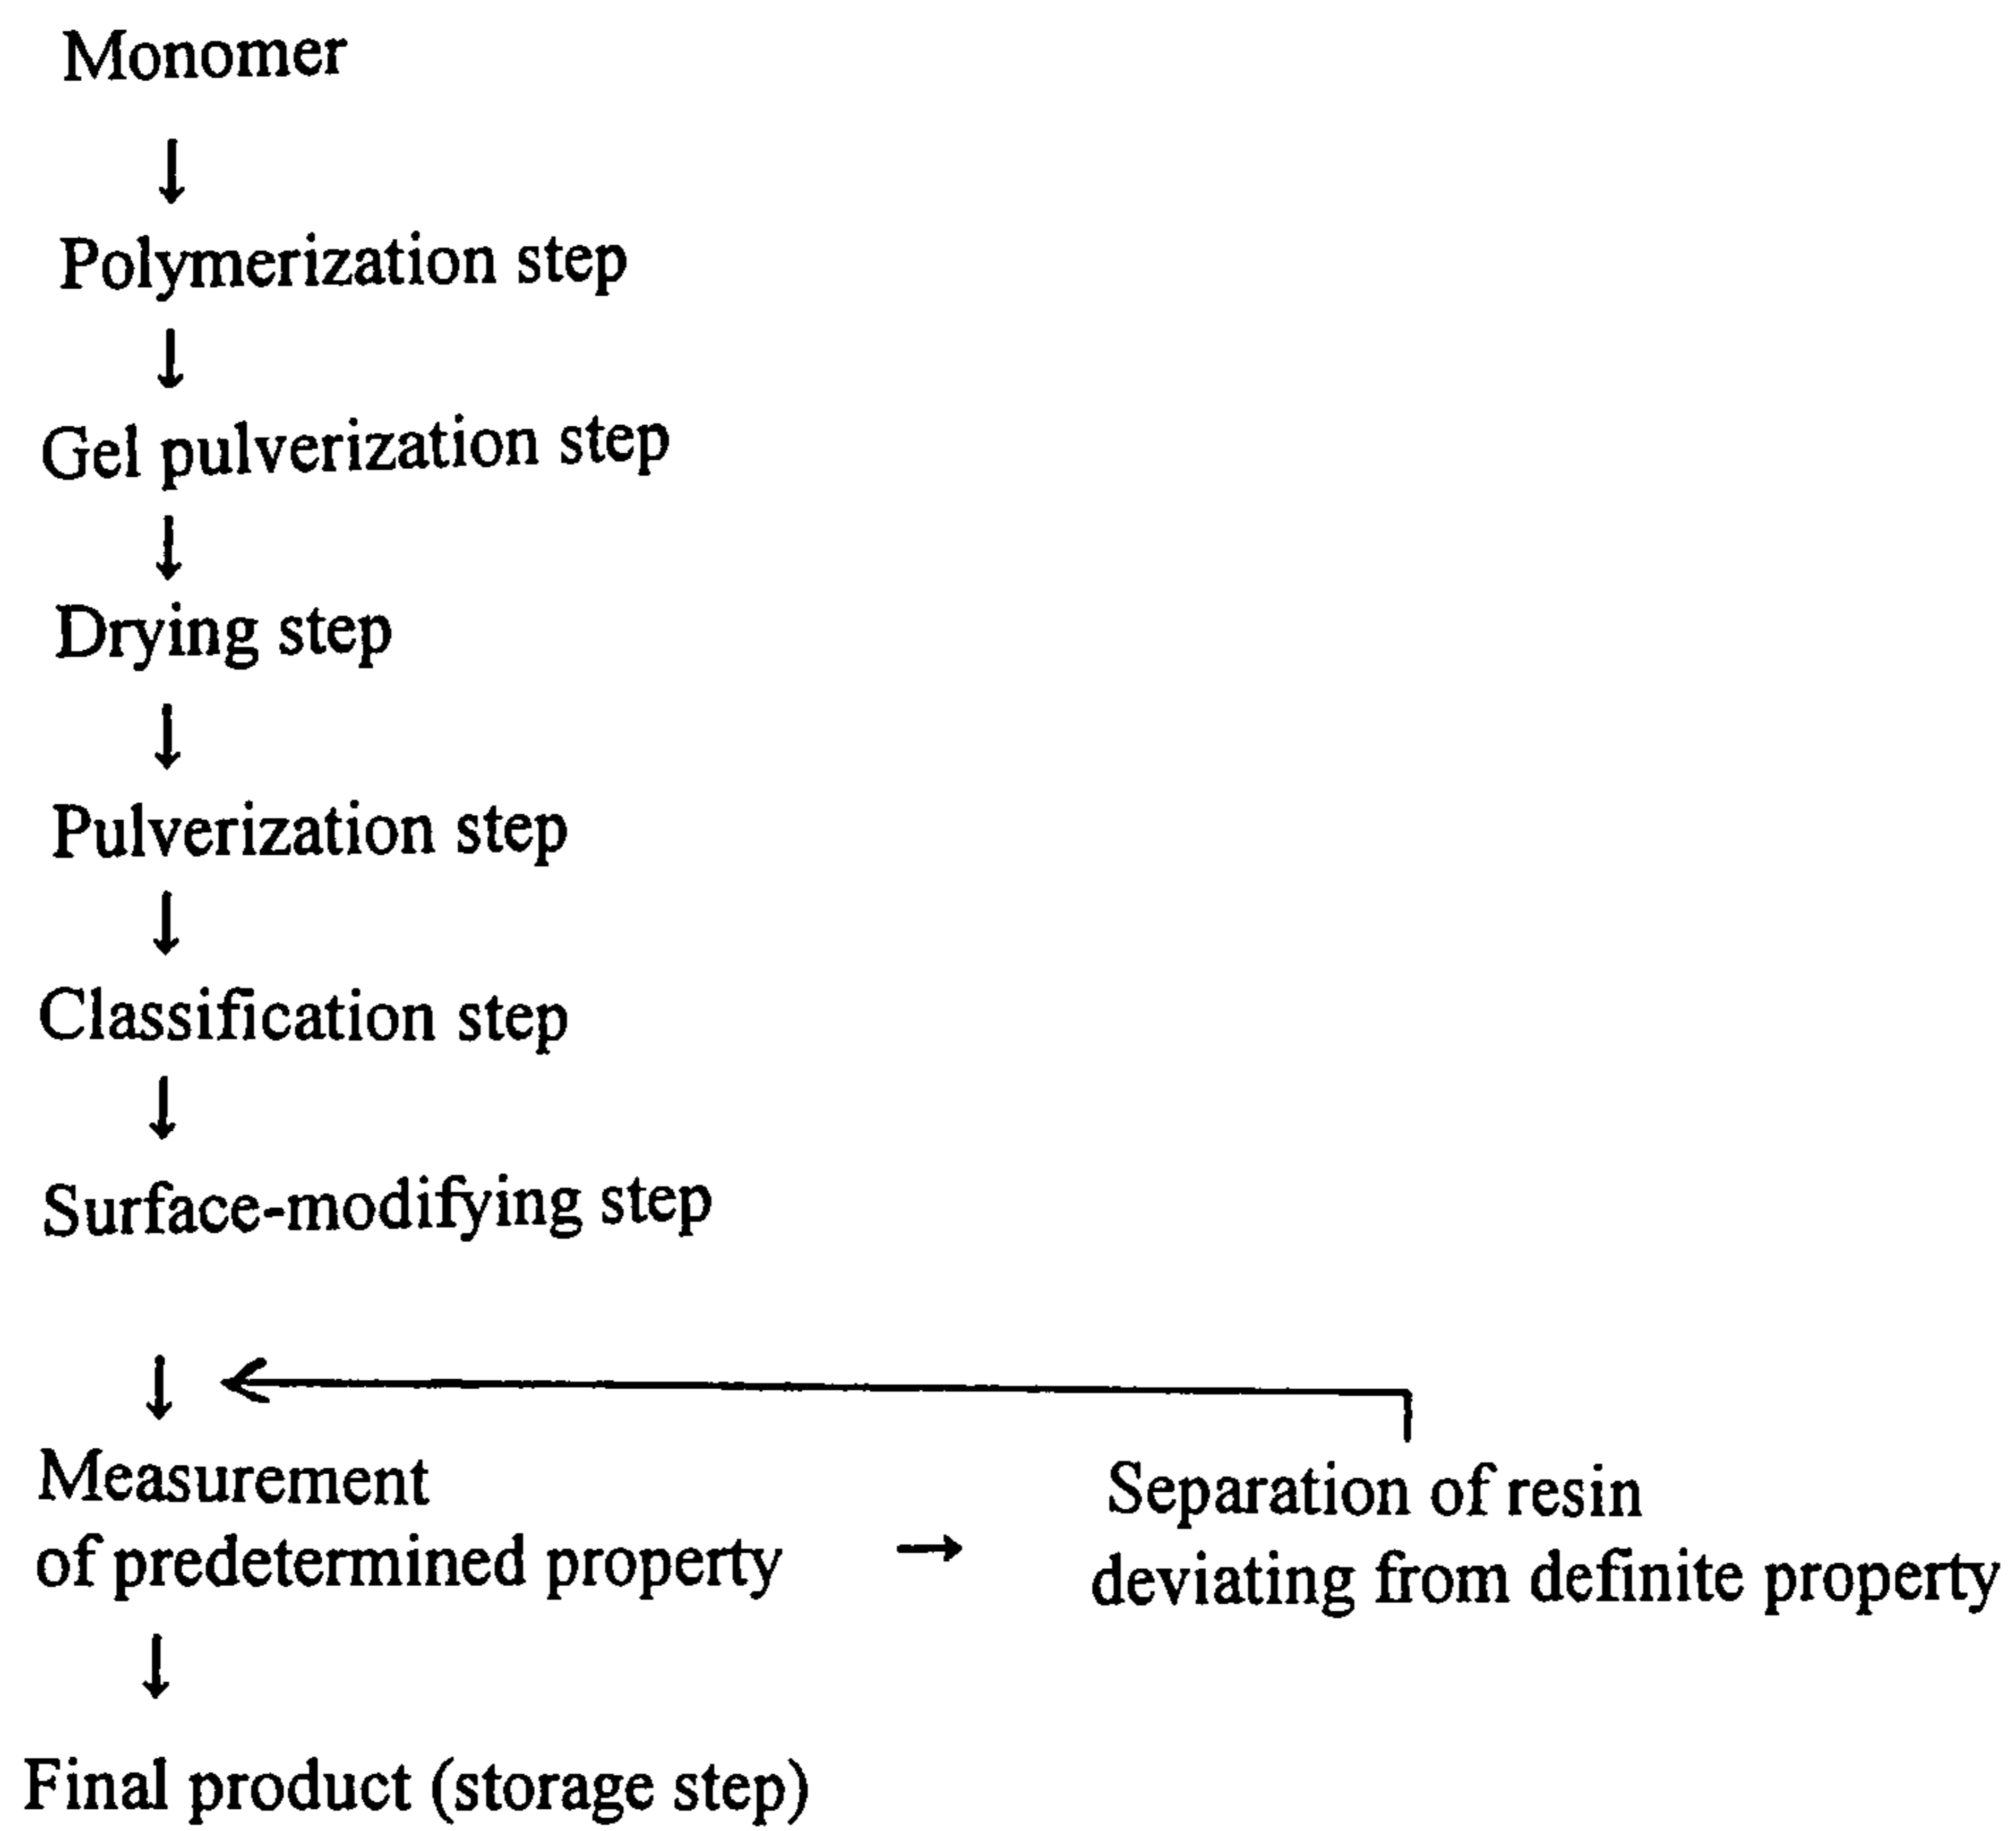 Monomer
↓
Polymerization step
↓
Gel pulverization step
↓
Drying step
↓
Pulverization step
↓
Classification step
↓
Surface-modifying step
↓
Measurement
of predetermined property
→
Separation of resin
deviating from definite property
↓
Final product (storage step)